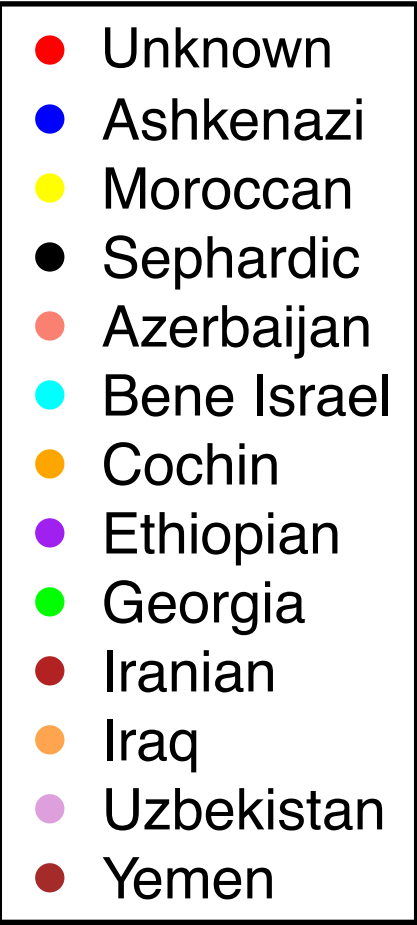 Unknown
Ashkenazi
Moroccan
Sephardic
Azerbaijan
Bene Israel
Cochin
Ethiopian
Georgia
Iranian
Iraq
Uzbekistan
Yemen